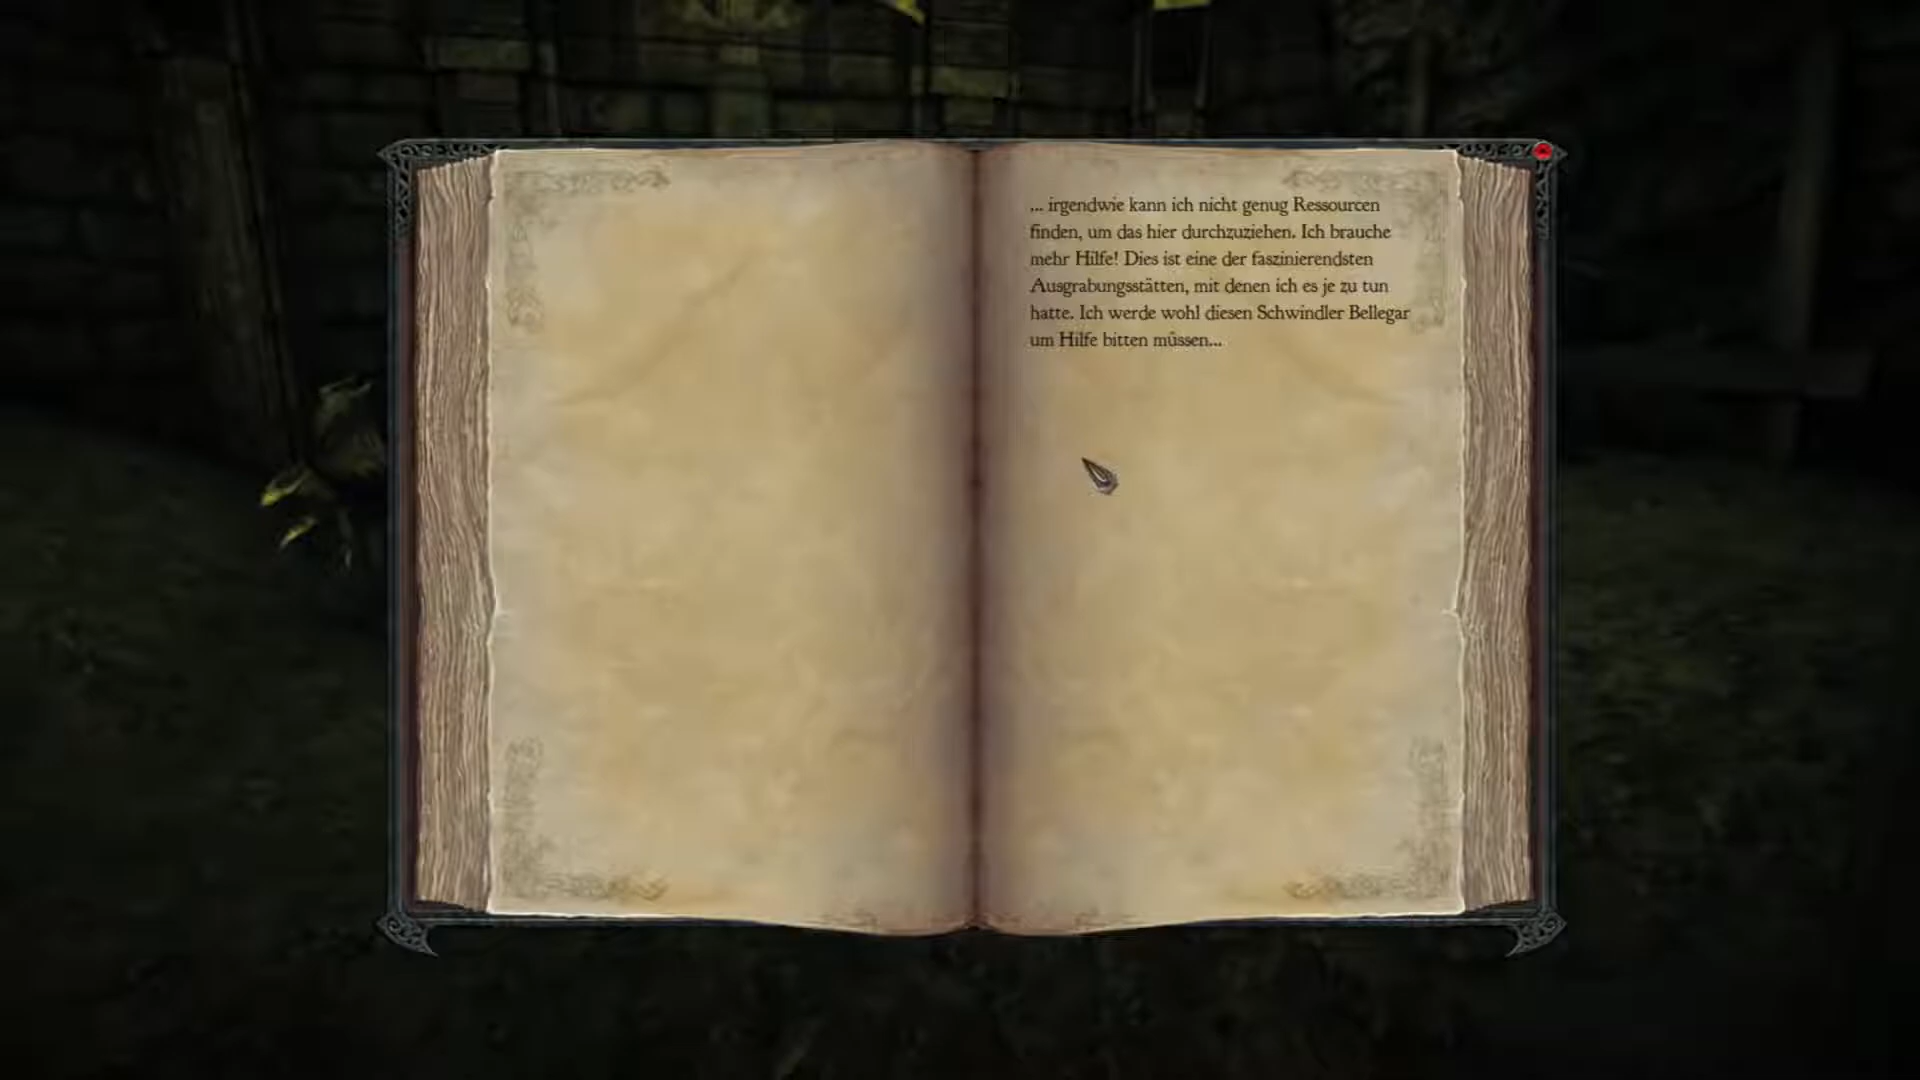 ... irgendwie kann ich nicht genug Ressourcen
finden, um das hier durchzuziehen. Ich brauche
mehr Hilfe! Dies ist eine der faszinierendsten
Ausgrabungsstätten, mit denen ich es je zu tun
hatte. Ich werde wohl diesen Schwindler Bellegar
um Hilfe bitten müssen...